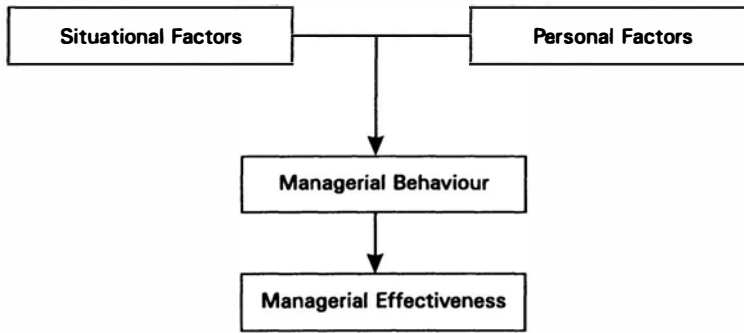 Situational Factors
Personal Factors
Managerial Behaviour
Managerial Effectiveness